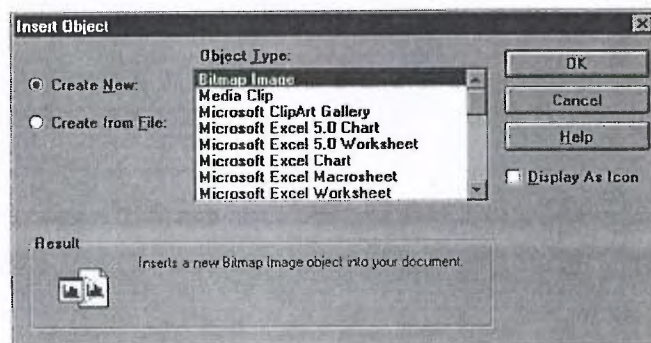 Insert Object
Object Type:
Create New:
Create from File:
Bitmap Image
Media Clip
Microsoft ClipArt Gallery
Microsoft Excel 5.0 Chart
Microsoft Excel 5.0 Worksheet
Microsoft Excel Chart
Microsoft Excel Macrosheet
Microsoft Excel Worksheet
OK
Cancel
Help
Display As Icon
Result
Inserts a new Bitmap Image object into your document.